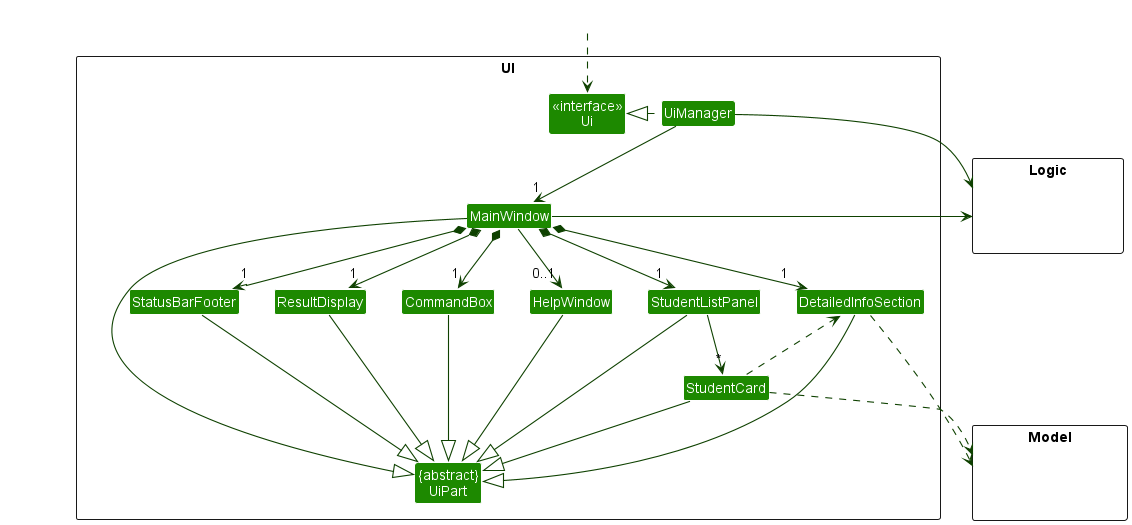 UI
«interface»
Ui
UiManager
Logic
1
MainWindow
1
1
1
0..1
1
1
StatusBarFooter
ResultDisplay
CommandBox
HelpWindow
StudentListPanel
DetailedInfoSection
*
StudentCard
Model
{abstract}
UiPart